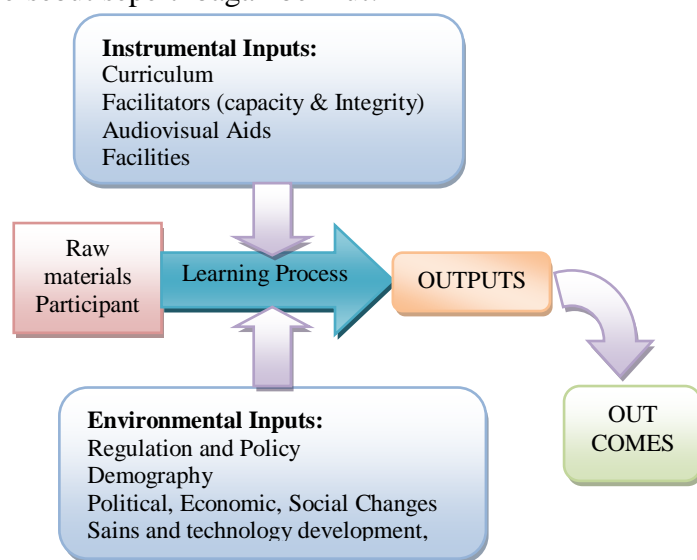 Instrumental Inputs:
Curriculum
Facilitators (capacity & Integrity)
Audiovisual Aids
Facilities
Raw
materials
Participant
Learning Process
OUTPUTS
OUT
COMES
Environmental Inputs:
Regulation and Policy
Demography
Political, Economic, Social Changes
Sains and technology development,